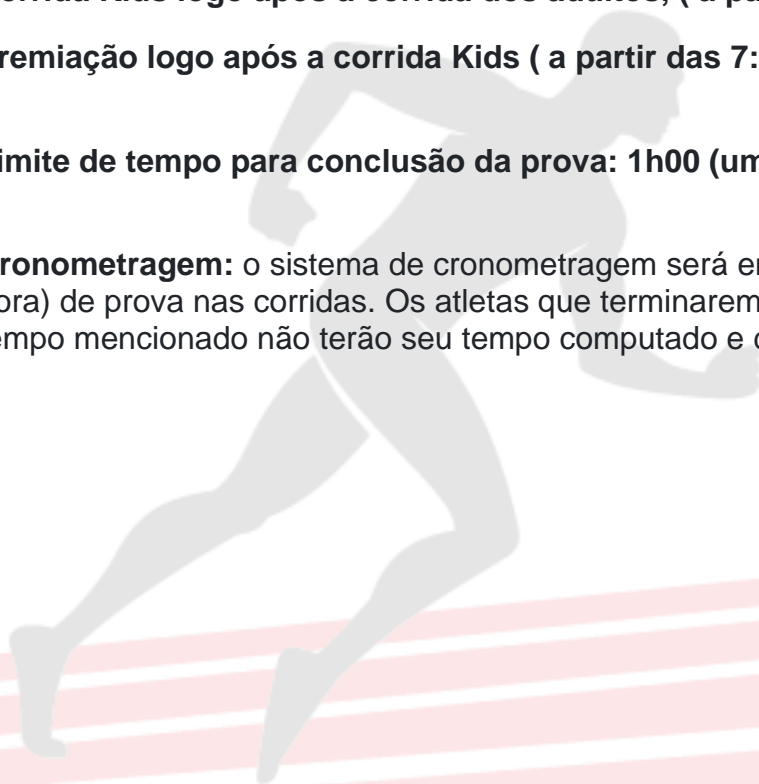 orrida Kids logo após a corrida dos adultos, ( a pa
remiação logo após a corrida Kids ( a partir das 7:
imite de tempo para conclusão da prova: 1h00 (um
ronometragem: o sistema de cronometragem será e
ora) de prova nas corridas. Os atletas que terminarem
empo mencionado não terão seu tempo computado e